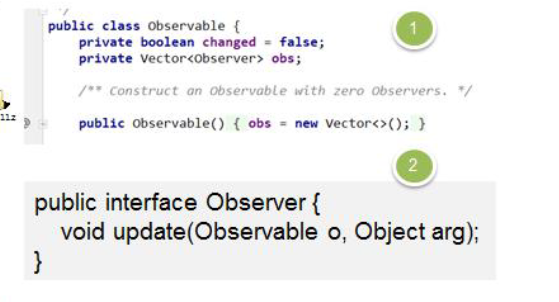 */
public class Observable {
1
private boolean changed = false;
private Vector<Observer> obs;
/** Construct an Observable with zero Observers. */
public Observable() { obs = new Vector<>(); }
2
public interface Observer {
void update(Observable o, Object arg);
}